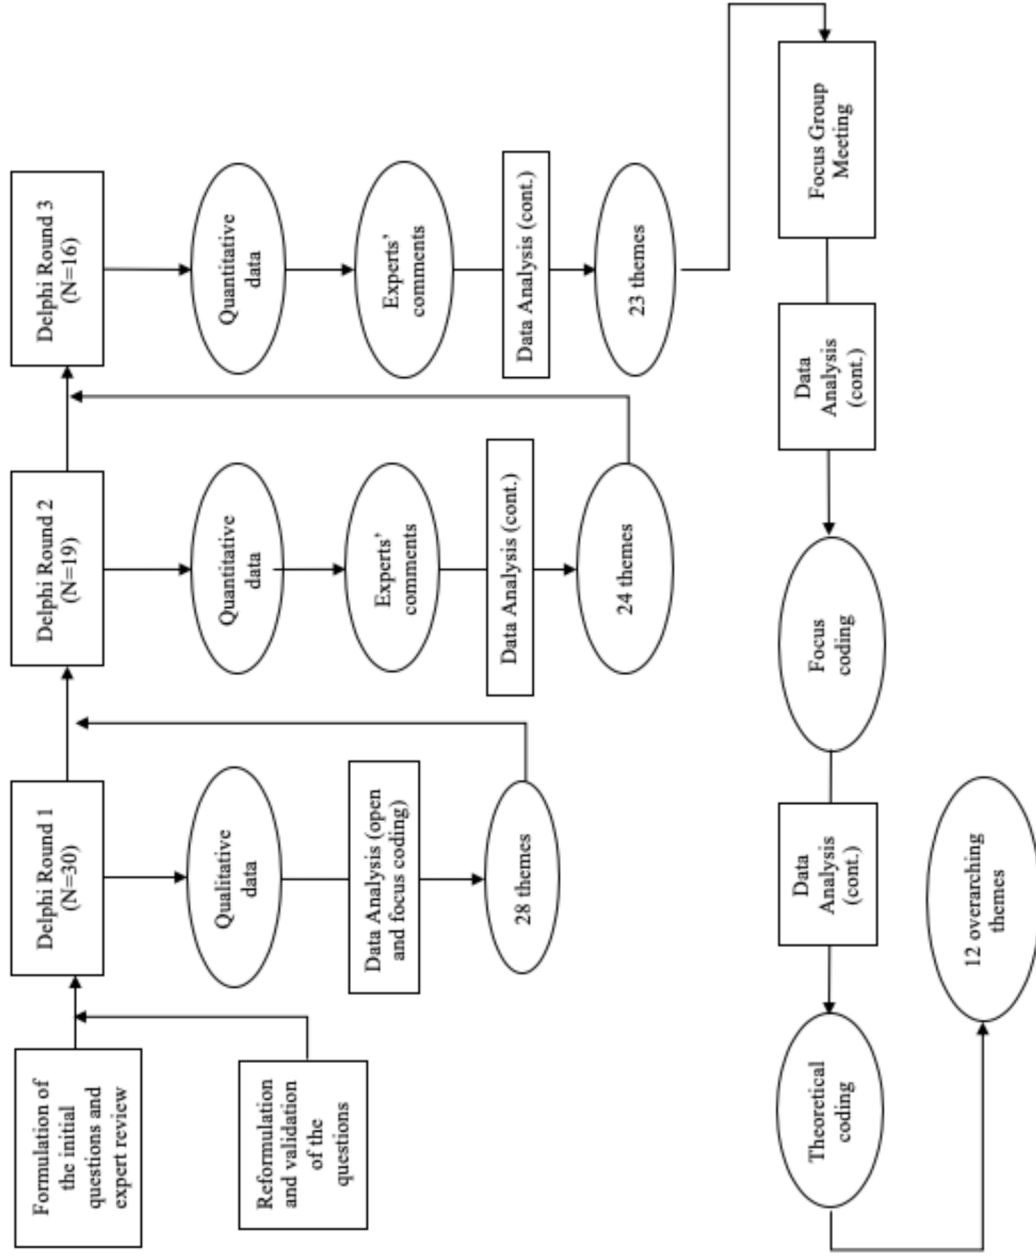 Formulation of
the initial
questions and
expert review
Reformulation
and validation
of the
questions
Delphi Round 1
(N=30)
Qualitative
data
Data Analysis (open
and focus coding)
28 themes
Delphi Round 2
(N=19)
Quantitative
data
Experts'
comments
Data Analysis (cont.)
24 themes
Delphi Round 3
(N=16)
Quantitative
data
Experts'
comments
Data Analysis (cont.)
23 themes
Focus Group
Meeting
Data
Analysis
(cont.)
Focus
coding
Data
Analysis
(cont.)
Theoretical
coding
12 overarching
themes